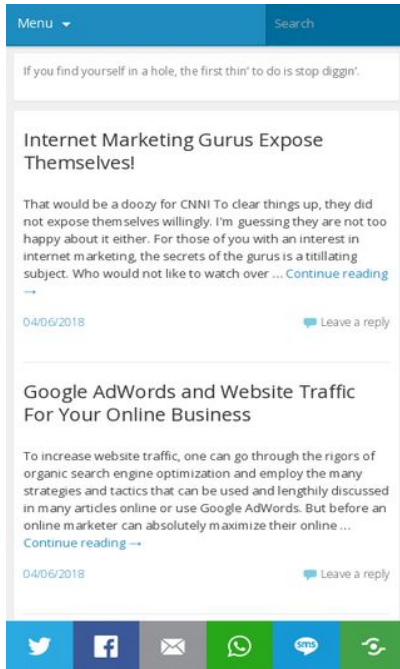 Menu
Search
If you find yourself in a hole, the first thin’ to do is stop diggin’.
Internet Marketing Gurus Expose
Themselves!
That would be a doozy for CNN! To clear things up, they did
not expose themselves willingly. I'm guessing they are not too
happy about it either. For those of you with an interest in
internet marketing, the secrets of the gurus is a titillating
subject. Who would not like to watch over … Continue reading
→
04/06/2018
Leave a reply
Google AdWords and Website Traffic
For Your Online Business
To increase website traffic, one can go through the rigors of
organic search engine optimization and employ the many
strategies and tactics that can be used and lengthily discussed
in many articles online or use Google AdWords. But before an
online marketer can absolutely maximize their online …
Continue reading →
04/06/2018
Leave a reply
sms